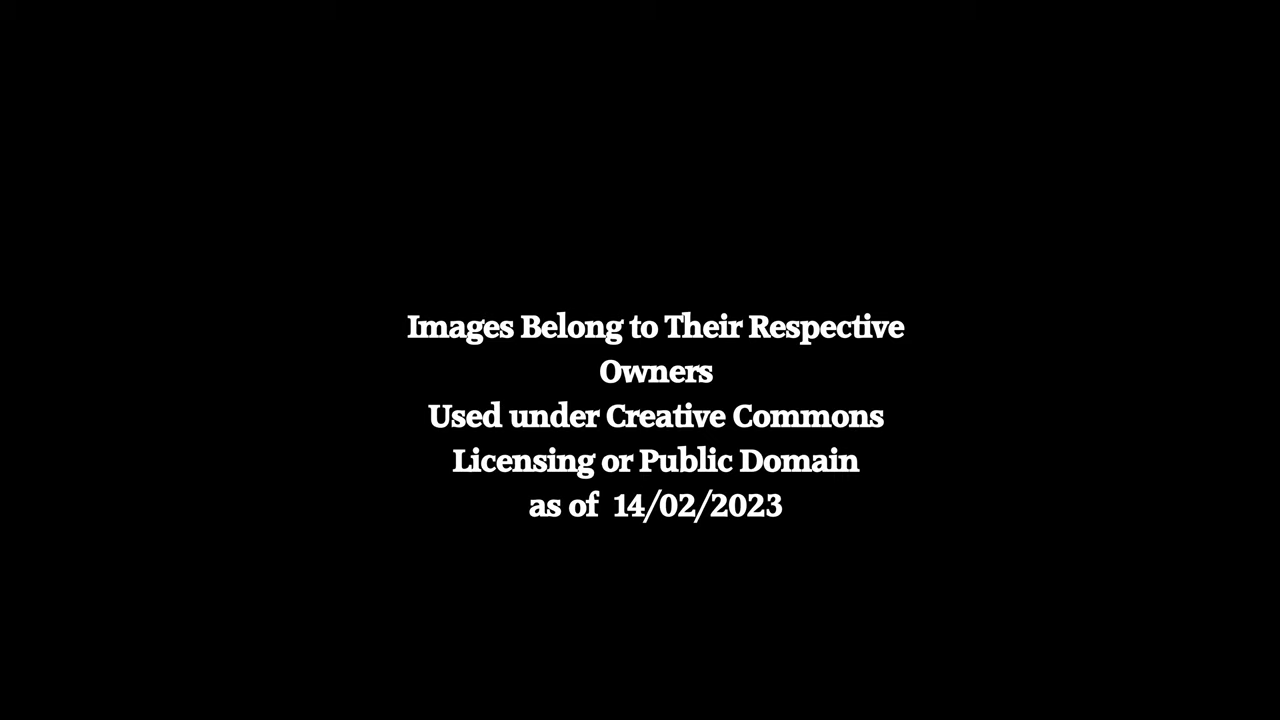 Images Belong to Their Respective
Owners
Used under Creative Commons
Licensing or Public Domain
as of  14/02/2023